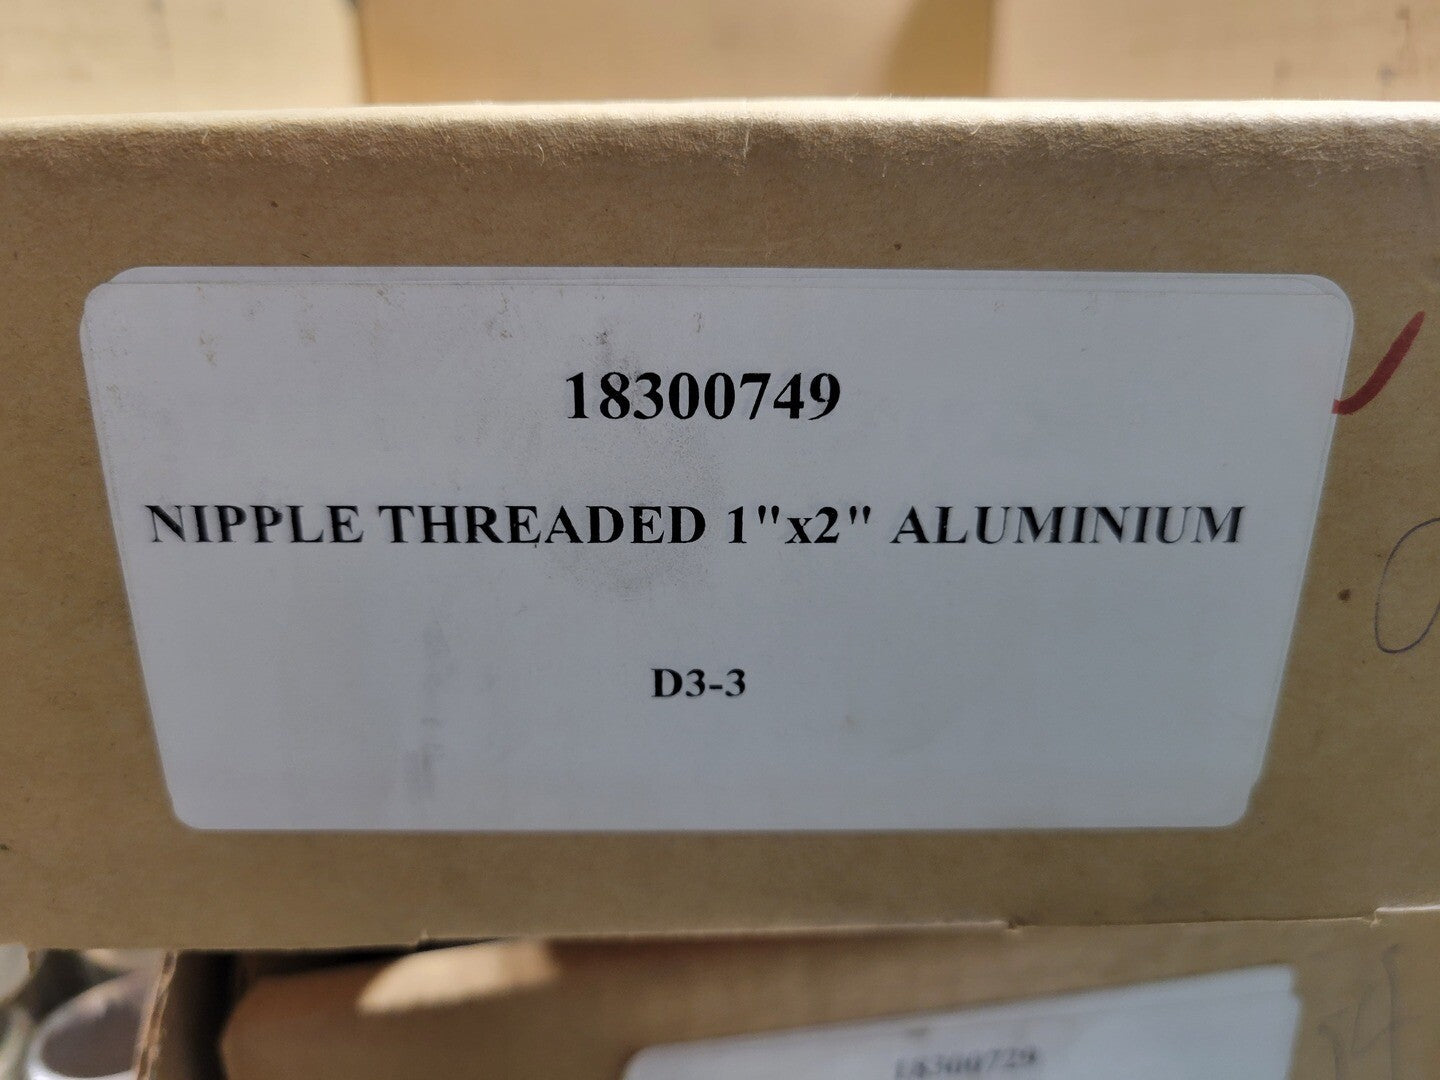 18300749
NIPPLE THREADED 1"x2" ALUMINIUM
D3-3